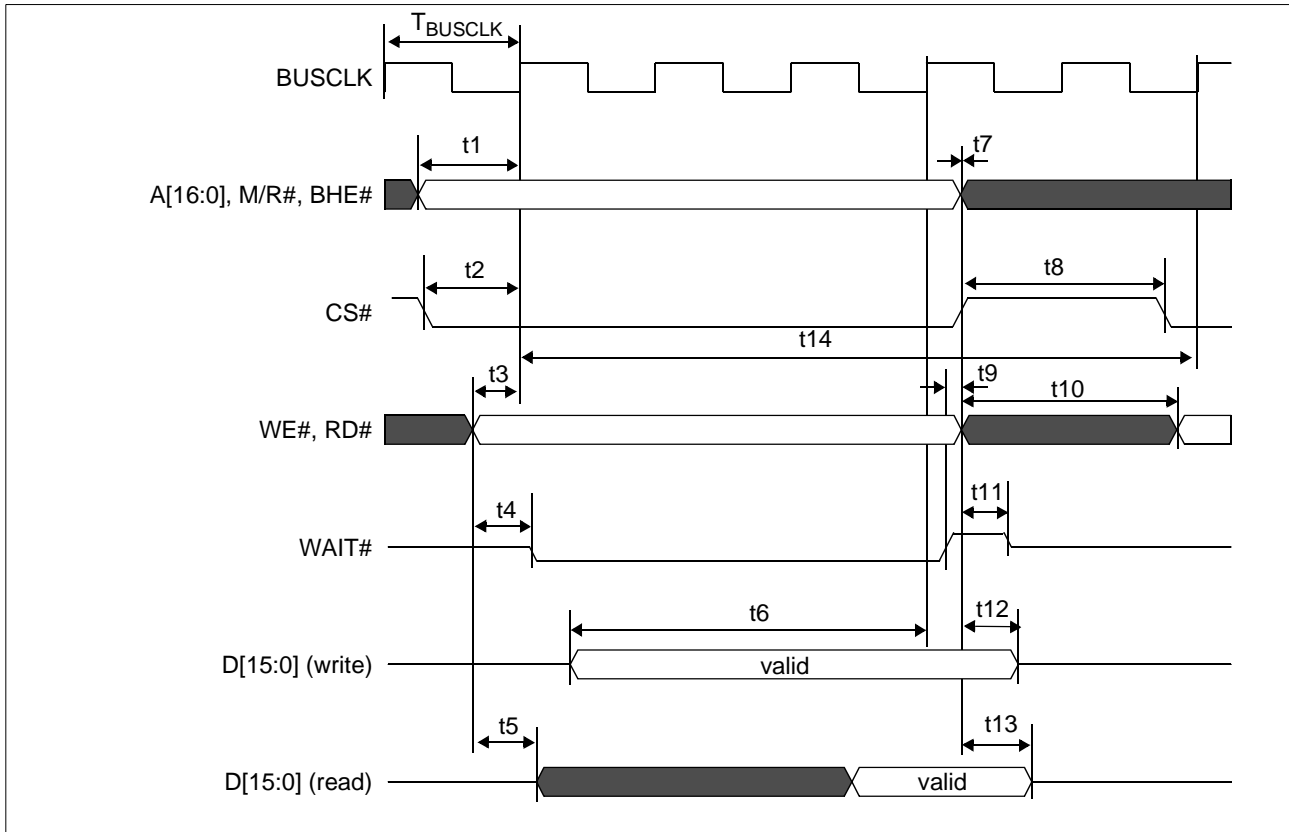 TBUSCLK
BUSCLK
t1
t7
A[16:0], M/R#, BHE#
t2
t8
CS#
t14
t3
t9
t10
WE#, RD#
t4
t11
WAIT#
t6
t12
D[15:0] (write)
valid
t5
t13
D[15:0] (read)
valid